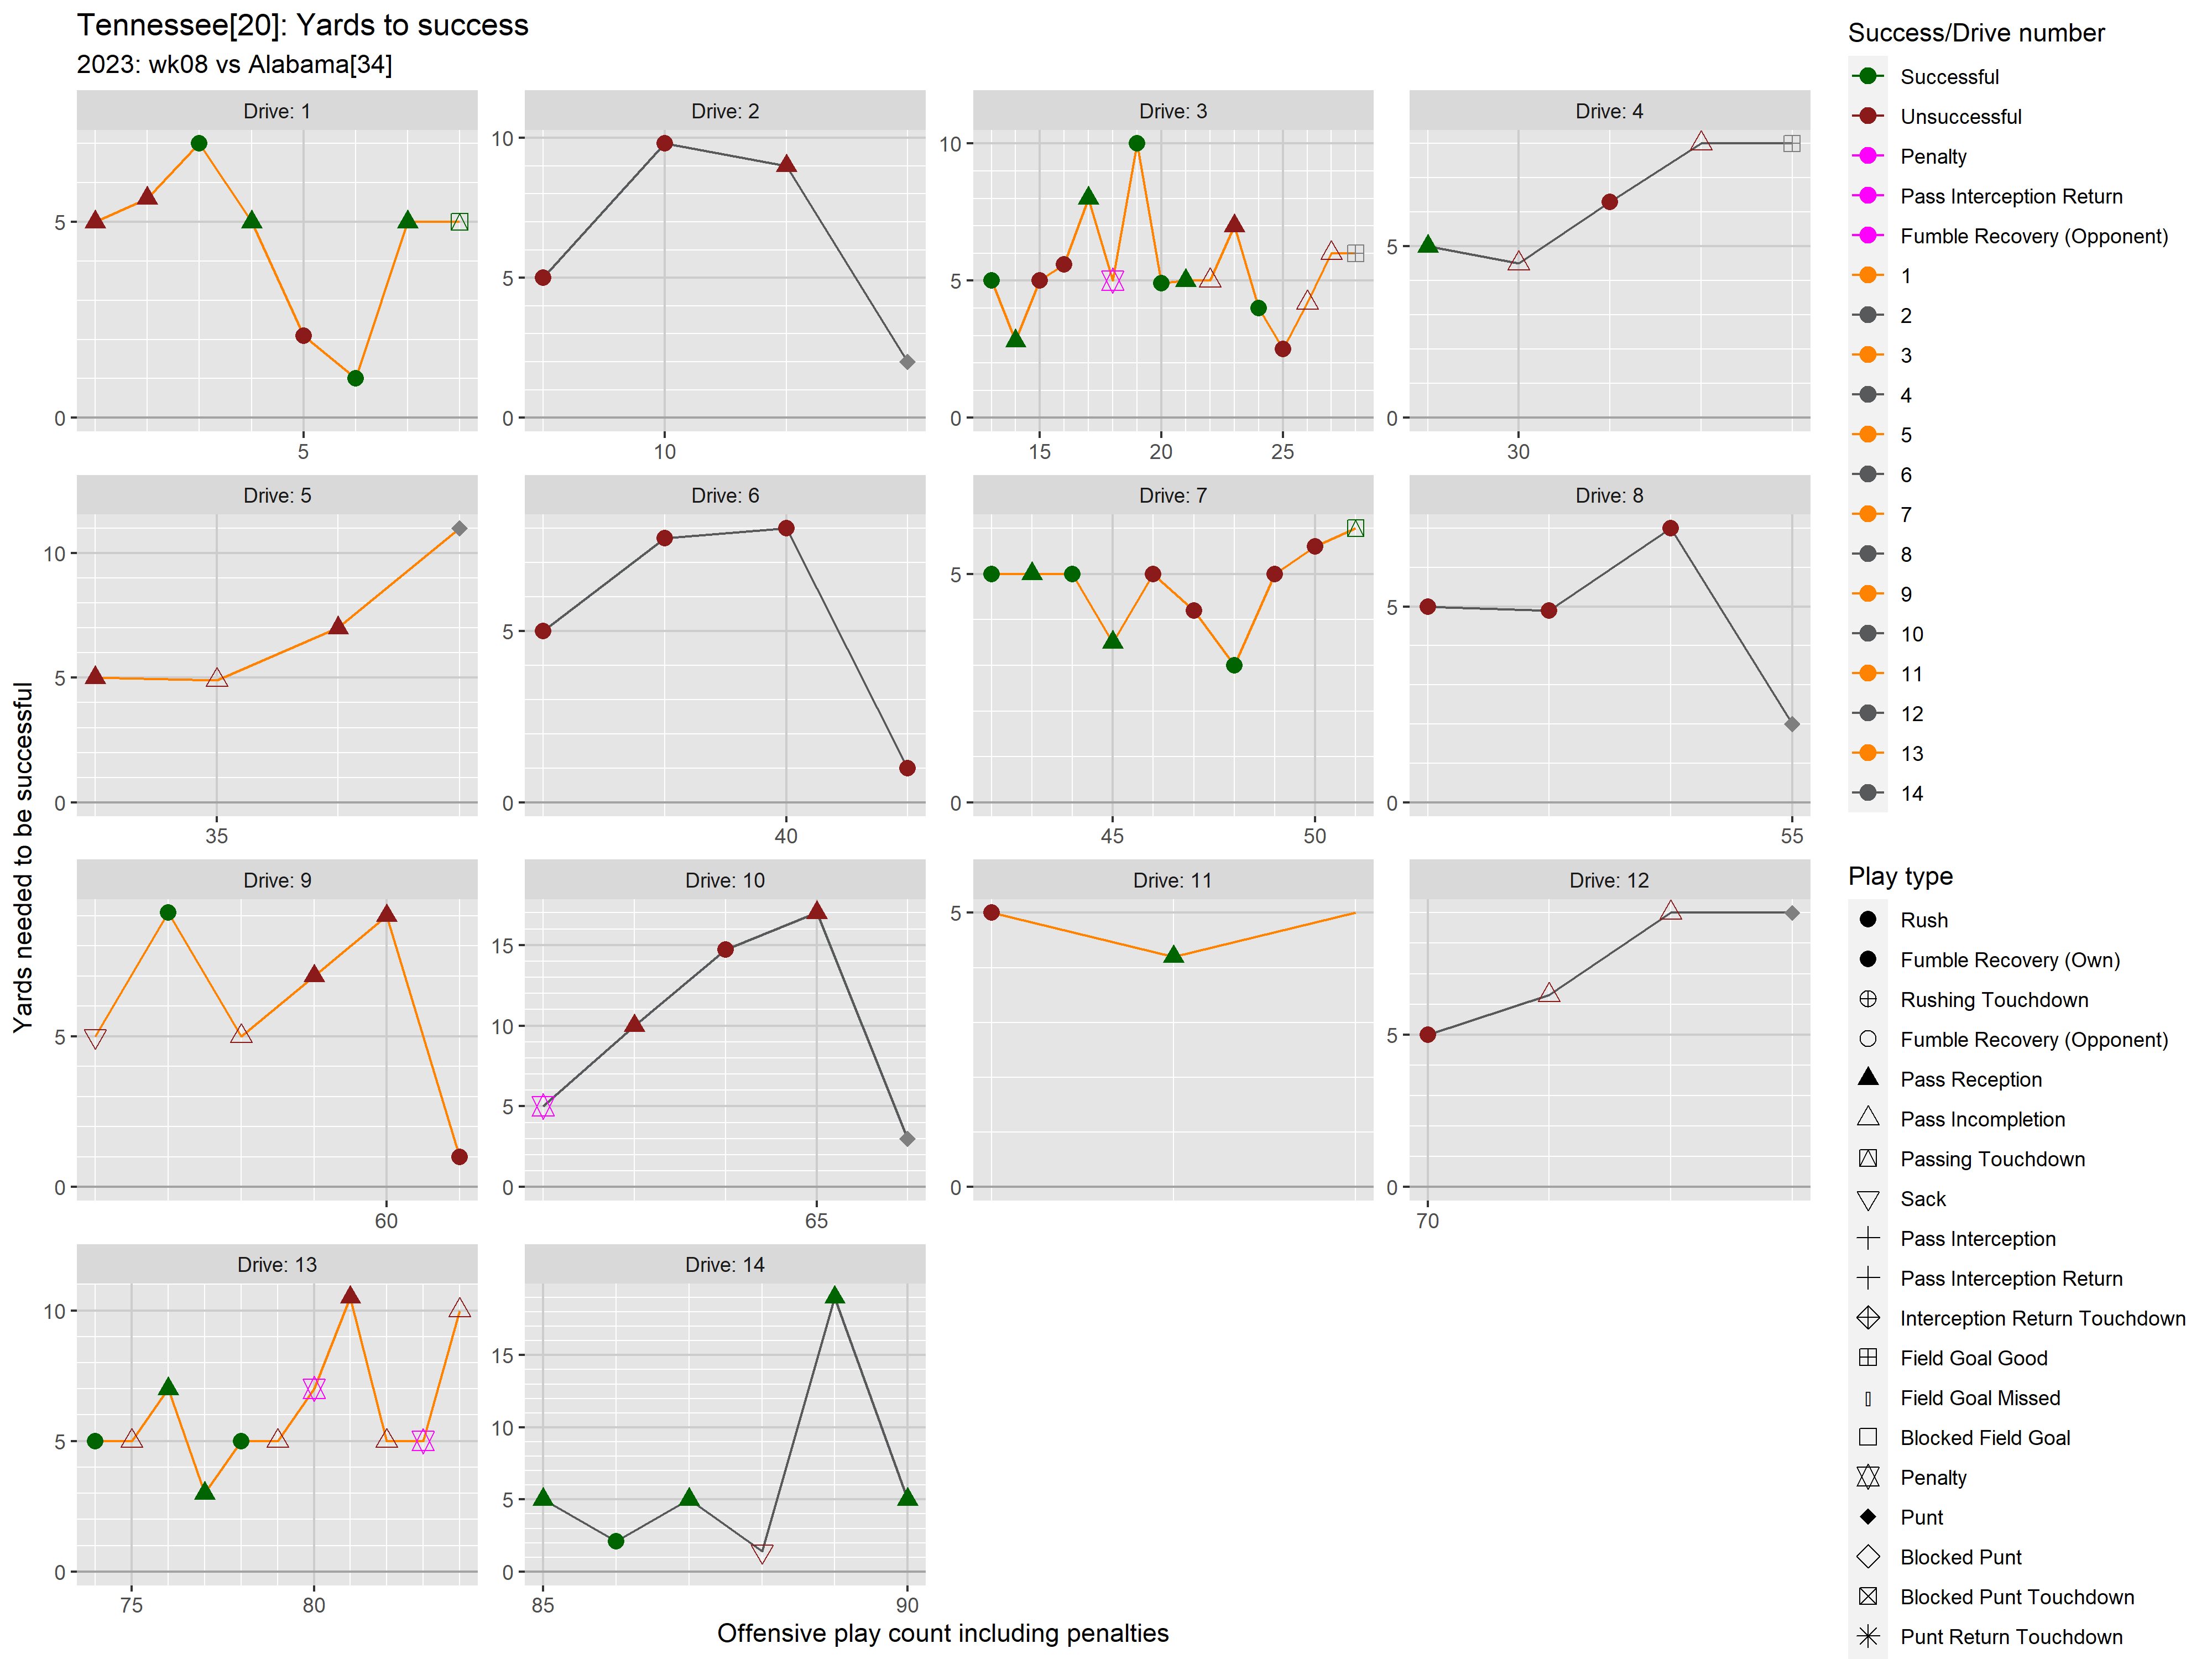 Tennessee[20]: Yards to success
2023: wk08 vs Alabama[34]
Drive: 1
Drive: 2
Drive: 3
Drive: 4
0
5
5
0
5
10
10
0
5
10
15
20
25
0
5
30
Drive: 5
Drive: 6
Drive: 7
Drive: 8
0
5
10
35
0
5
40
0
5
45
50
0
5
55
Drive: 9
Drive: 10
Drive: 11
Drive: 12
0
5
60
0
5
10
15
65
0
5
0
5
70
Drive: 13
Drive: 14
0
5
10
75
80
0
5
10
15
85
90
Yards needed to be successful
Offensive play count including penalties
Success/Drive number
Successful
Unsuccessful
Penalty
Pass Interception Return
Fumble Recovery (Opponent)
1
2
3
4
5
6
7
8
9
10
11
12
13
14
Play type
Rush
Fumble Recovery (Own)
Rushing Touchdown
Fumble Recovery (Opponent)
Pass Reception
Pass Incompletion
Passing Touchdown
Sack
Pass Interception
Pass Interception Return
Interception Return Touchdown
Field Goal Good
Field Goal Missed
Blocked Field Goal
Penalty
Punt
Blocked Punt
Blocked Punt Touchdown
Punt Return Touchdown